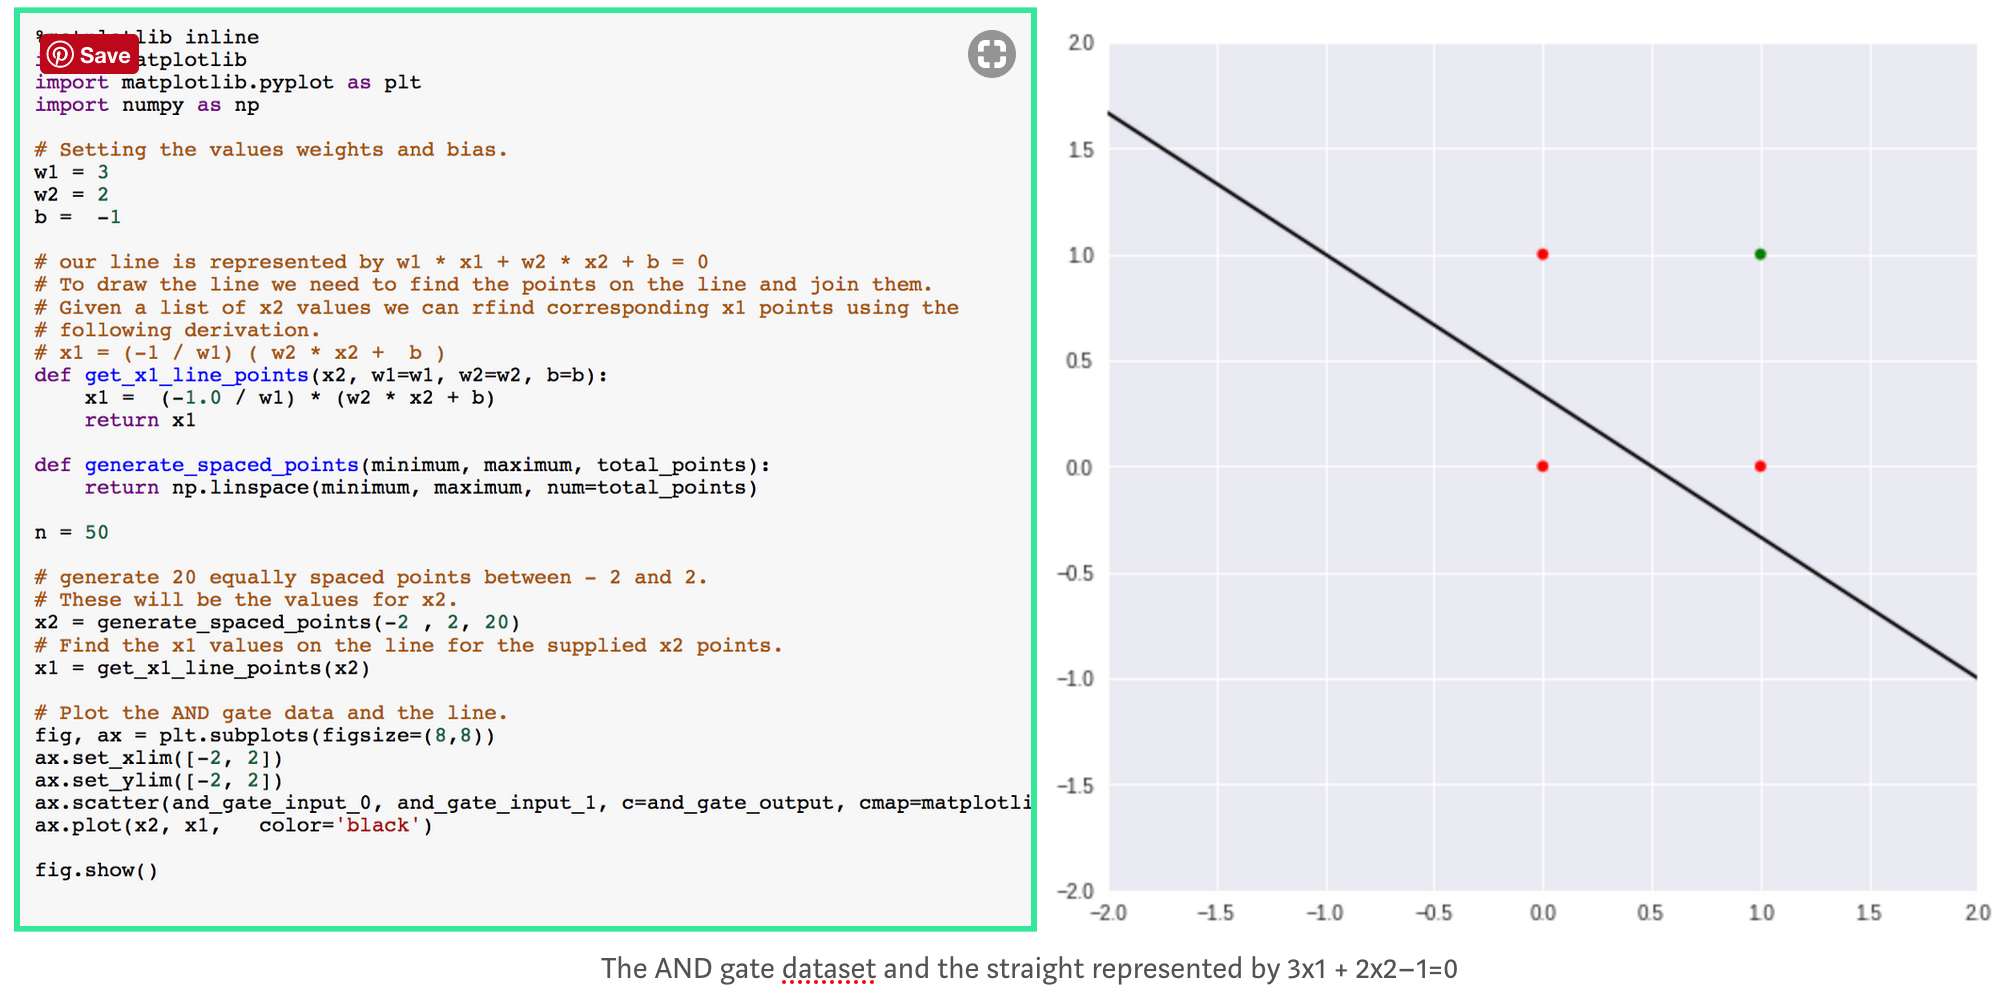 lib inline
Save
atplotlib
import matplotlib.pyplot as plt
import numpy as np
# Setting the values weights and bias.
w1 = 3
w2 = 2
b =  -1
# our line is represented by w1 * x1 + w2 * x2 + b = 0
# To draw the line we need to find the points on the line and join them.
# Given a list of x2 values we can rfind corresponding x1 points using the
# following derivation.
# x1 = (-1 / w1) ( w2 * x2 +  b )
def get_x1_line_points(x2, w1=w1, w2=w2, b=b):
    x1 =  (-1.0 / w1) * (w2 * x2 + b)
    return x1
def generate_spaced_points(minimum, maximum, total_points):
    return np.linspace(minimum, maximum, num=total_points)
n = 50
# generate 20 equally spaced points between - 2 and 2.
# These will be the values for x2.
x2 = generate_spaced_points(-2 , 2, 20)
# Find the x1 values on the line for the supplied x2 points.
x1 = get_x1_line_points(x2)
# Plot the AND gate data and the line.
fig, ax = plt.subplots(figsize=(8,8))
ax.set_xlim([-2, 2])
ax.set_ylim([-2, 2])
ax.scatter(and_gate_input_0, and_gate_input_1, c=and_gate_output, cmap=matplotli
ax.plot(x2, x1,   color='black')
fig.show()
2.0
1.5
1.0
0.5
0.0
−0.5
−1.0
−1.5
−2.0
−2.0 −1.5 −1.0 −0.5 0.0 0.5 1.0 1.5 2.0
The AND gate dataset and the straight represented by 3x1 + 2x2−1=0